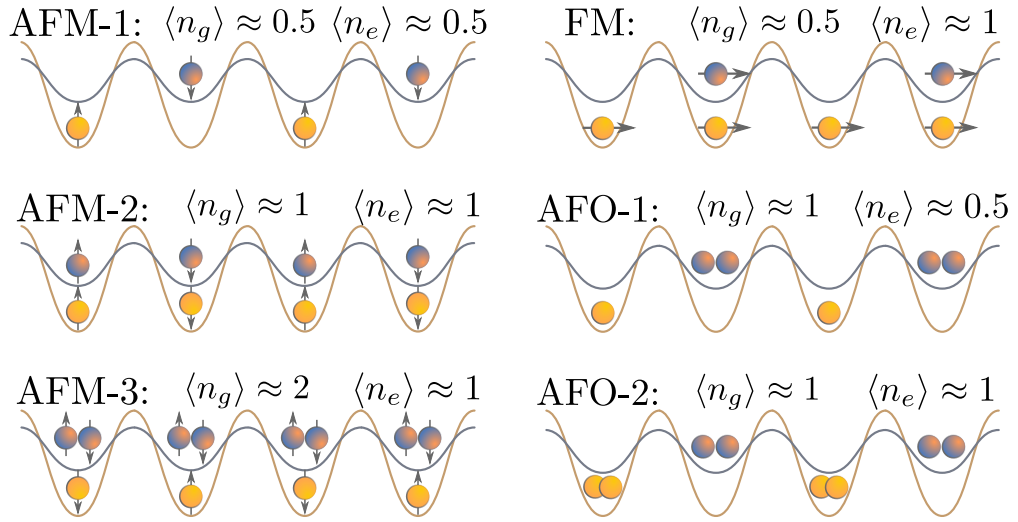 AFM-1: ⟨n_g⟩ ≈ 0.5 ⟨n_e⟩ ≈ 0.5
FM: ⟨n_g⟩ ≈ 0.5 ⟨n_e⟩ ≈ 1
AFM-2: ⟨n_g⟩ ≈ 1 ⟨n_e⟩ ≈ 1
AFO-1: ⟨n_g⟩ ≈ 1 ⟨n_e⟩ ≈ 0.5
AFM-3: ⟨n_g⟩ ≈ 2 ⟨n_e⟩ ≈ 1
AFO-2: ⟨n_g⟩ ≈ 1 ⟨n_e⟩ ≈ 1